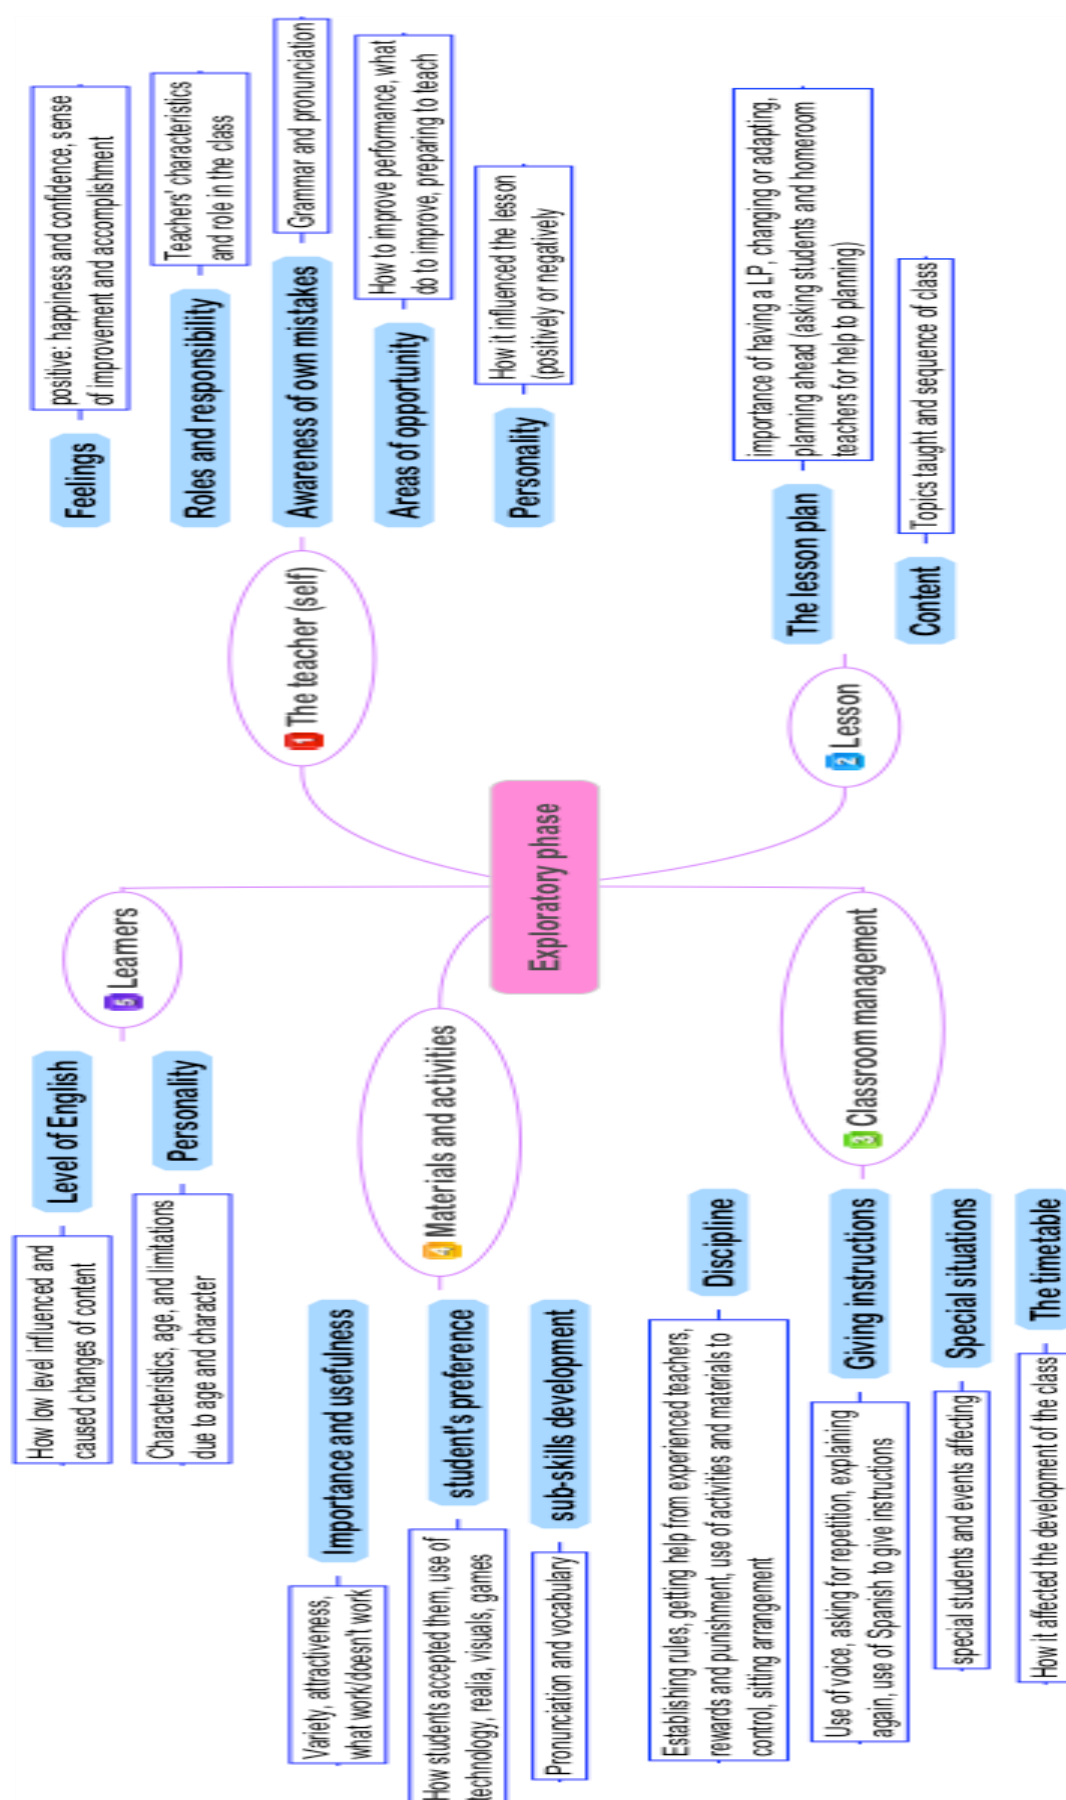 Exploratory phase
1 The teacher (self)
Feelings
positive: happiness and confidence, sense
of improvement and accomplishment
Roles and responsibility
Teachers' characteristics
and role in the class
Awareness of own mistakes
Grammar and pronunciation
Areas of opportunity
How to improve performance, what
do to improve, preparing to teach
Personality
How it influenced the lesson
(positively or negatively)
2 Lesson
The lesson plan
importance of having a LP, changing or adapting,
planning ahead (asking students and homeroom
teachers for help to planning)
Content
Topics taught and sequence of class
3 Classroom management
Discipline
Establishing rules, getting help from experienced teachers,
rewards and punishment, use of activities and materials to
control, sitting arrangement
Giving instructions
Use of voice, asking for repetition, explaining
again, use of Spanish to give instructions
Special situations
special students and events affecting
The timetable
How it affected the development of the class
4 Materials and activities
Importance and usefulness
Variety, attractiveness,
what work/doesn't work
student's preference
How students accepted them, use of
technology, realia, visuals, games
sub-skills development
Pronunciation and vocabulary
5 Learners
Level of English
How low level influenced and
caused changes of content
Personality
Characteristics, age, and limitations
due to age and character